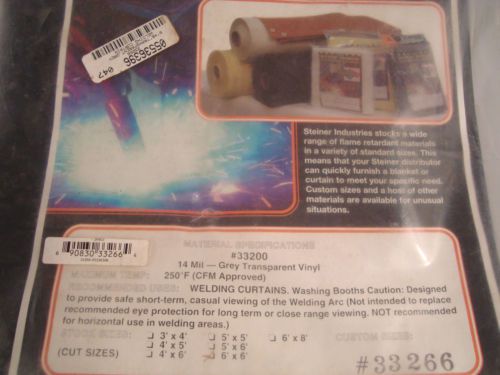 05536396
047
Steiner Industries stocks a wide
range of flame retardant materials
in a variety of standard sizes. This
means that your Steiner distributor
can quickly furnish a blanket or
curtain to meet your specific need.
Custom sizes and a host of other
materials are available for unusual
situations.
6 90830 33266
MATERIAL SPECIFICATIONS
#33200
14 Mil — Grey Transparent Vinyl
MAXIMUM TEMP: 250°F (CFM Approved)
RECOMMENDED USES: WELDING CURTAINS. Washing Booths Caution: Designed
to provide safe short-term, casual viewing of the Welding Arc (Not intended to replace
recommended eye protection for long term or close range viewing. NOT recommended
for horizontal use in welding areas.)
STOCK SIZES: 3' x 4' 5' x 5' 6' x 8' CUSTOM SIZES:
4' x 5' 5' x 6'
(CUT SIZES) 4' x 6' 6' x 6'
#33266